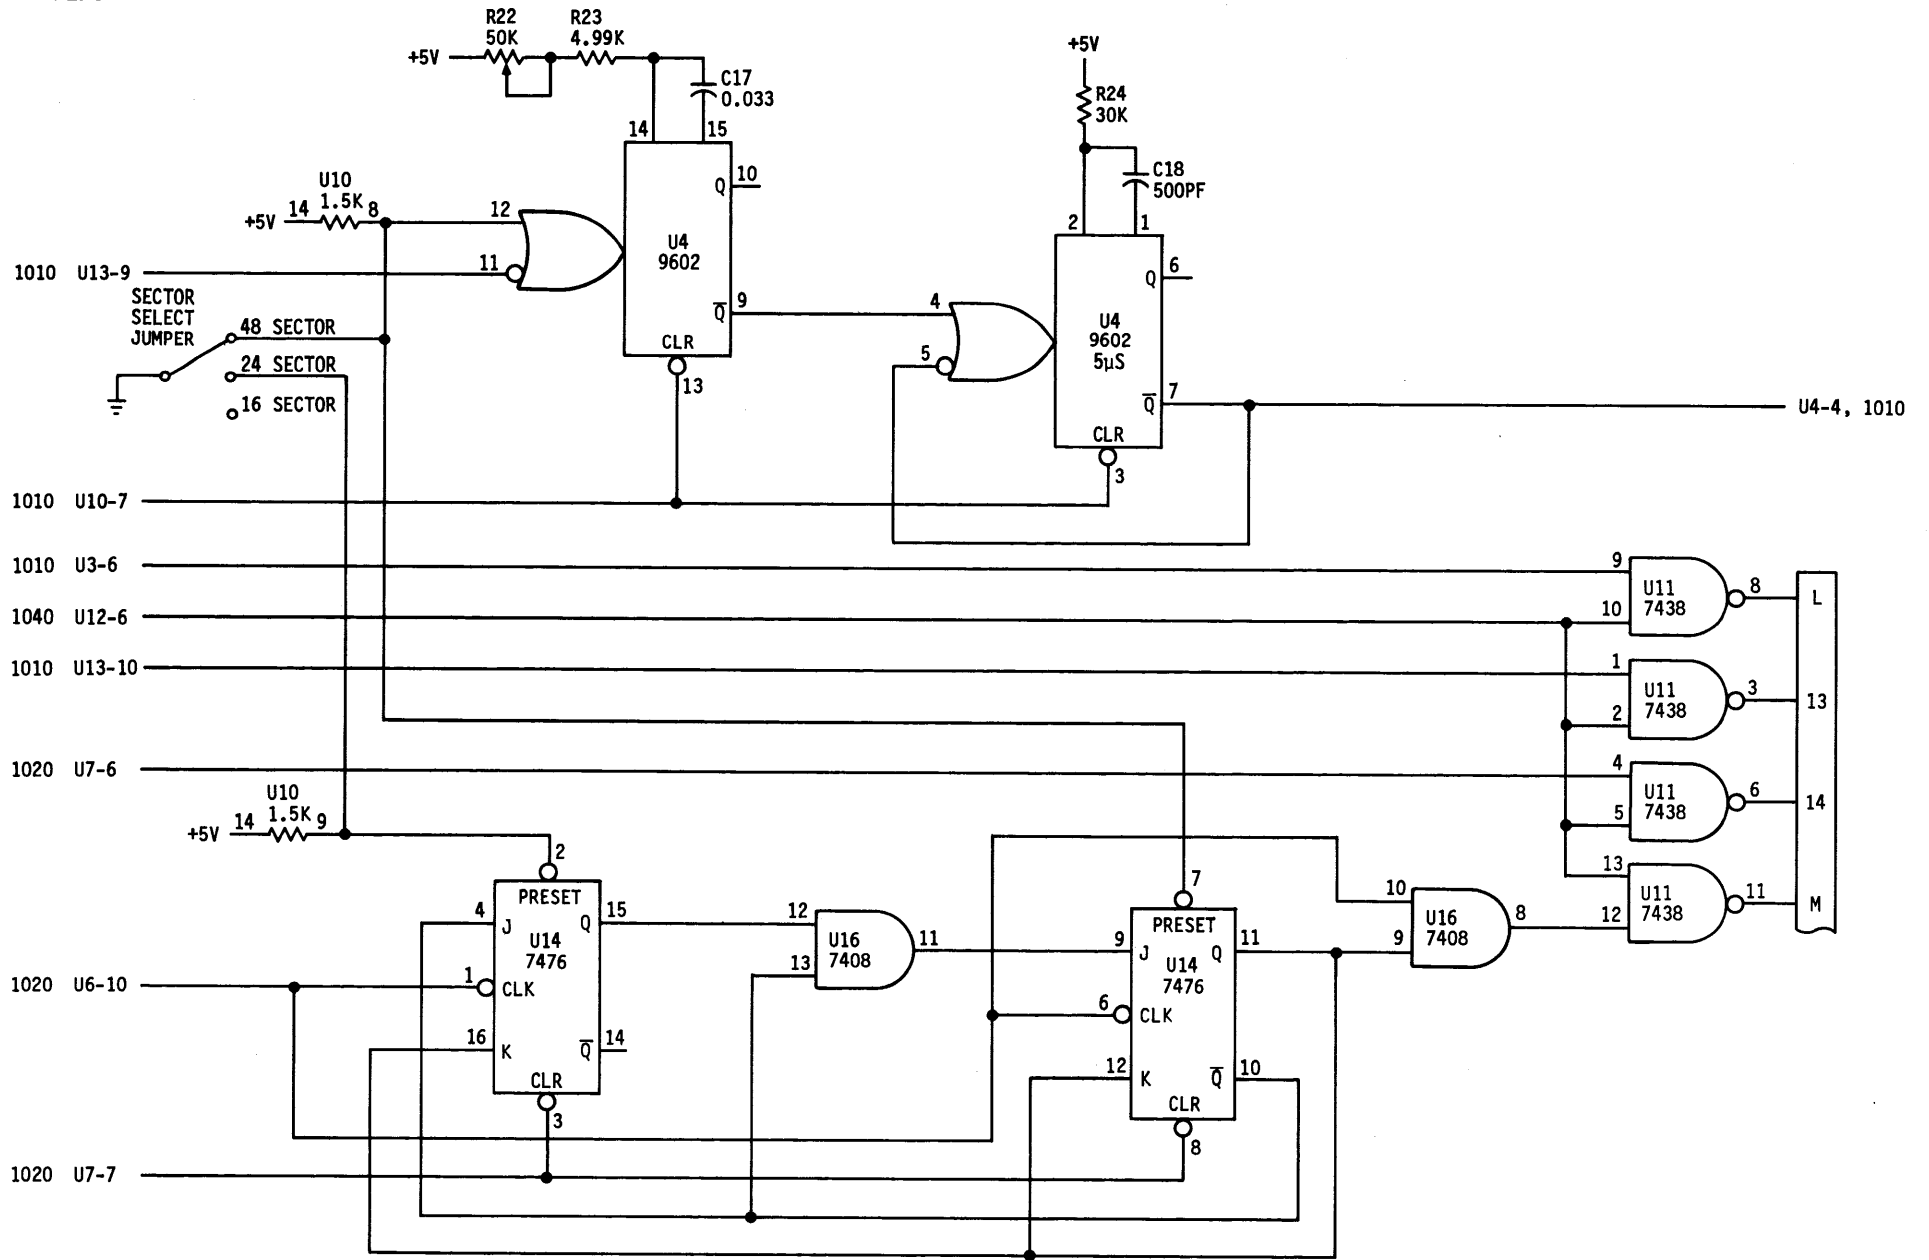 R22
50K
R23
4.99K
+5V
C17
0.033
14
15
+5V
R24
30K
C18
500PF
2
1
U10
1.5K
+5V
14
8
12
11
1010 U13-9
U4
9602
Q
10
Q
9
CLR
13
SECTOR
SELECT
JUMPER
48 SECTOR
24 SECTOR
16 SECTOR
4
5
U4
9602
5µS
Q
6
Q
7
CLR
3
U4-4, 1010
1010 U10-7
1010 U3-6
1040 U12-6
1010 U13-10
1020 U7-6
9
10
U11
7438
8
L
1
2
U11
7438
3
13
4
5
U11
7438
6
14
13
12
U11
7438
11
M
U10
1.5K
+5V
14
9
2
PRESET
4
J
Q
15
U14
7476
1
CLK
16
K
Q
14
CLR
3
12
13
U16
7408
11
7
PRESET
9
J
Q
11
U14
7476
6
CLK
12
K
Q
10
CLR
8
10
9
U16
7408
8
1020 U6-10
1020 U7-7